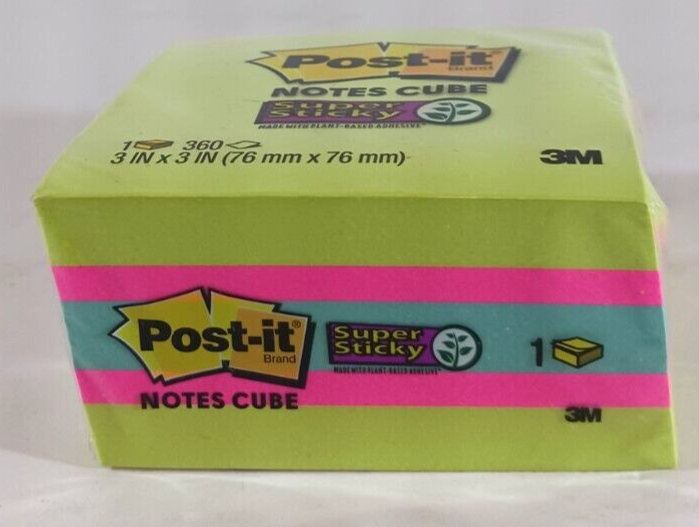 Post-it
Brand
NOTES CUBE
Super
Sticky
MADE WITH PLANT-BASED ADHESIVE*
1 360
3 IN x 3 IN (76 mm x 76 mm)
3M
Post-it®
Brand
NOTES CUBE
Super
Sticky
MADE WITH PLANT-BASED ADHESIVE*
1
3M